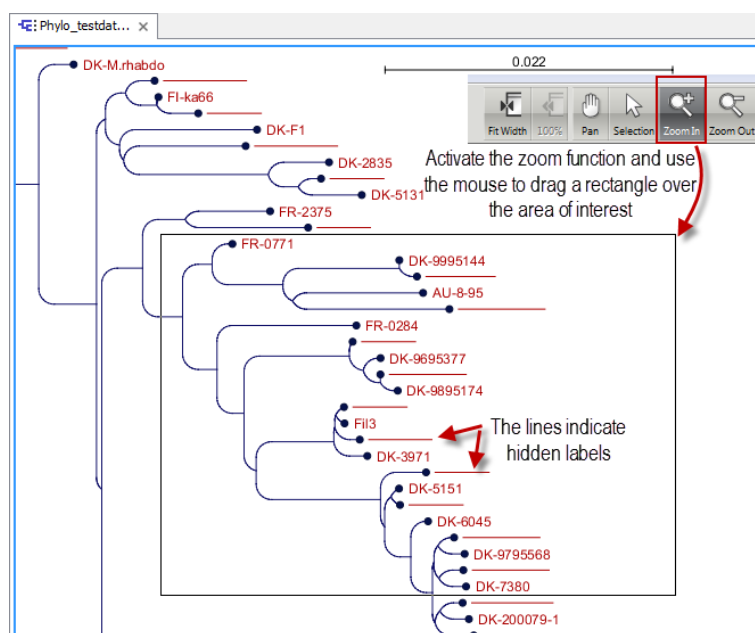 Phylo_testdat...
DK-M.rhabdo
0.022
FI-ka66
Fit Width
100%
Pan
Selection
Zoom In
Zoom Out
DK-F1
Activate the zoom function and use
the mouse to drag a rectangle over
the area of interest
DK-2835
DK-5131
FR-2375
FR-0771
DK-9995144
AU-8-95
FR-0284
DK-9695377
DK-9895174
Fil3
The lines indicate
hidden labels
DK-3971
DK-5151
DK-6045
DK-9795568
DK-7380
DK-200079-1